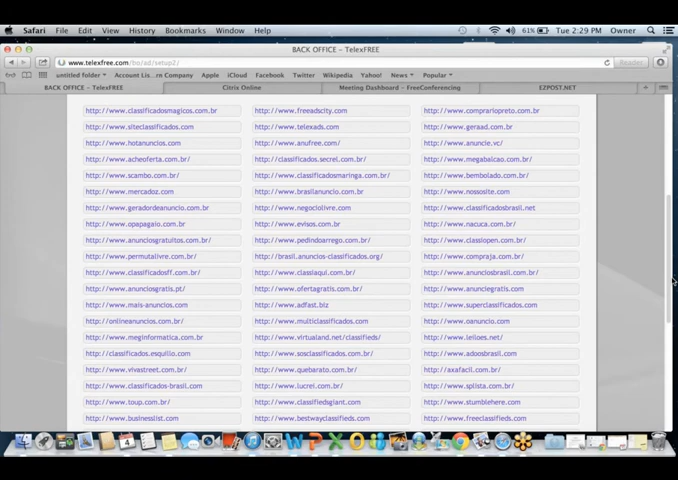 Safari File Edit View History Bookmarks Window Help 61% Tue 2:29 PM Owner
BACK OFFICE – TelexFREE
www.telexfree.com/bo/ad/setup2/ Reader
untitled folder Account Lis...rn Company Apple iCloud Facebook Twitter Wikipedia Yahoo! News Popular
BACK OFFICE – TelexFREE Citrix Online Meeting Dashboard – FreeConferencing EZPOST.NET
http://www.classificadosmagicos.com.br http://www.freeadscity.com http://www.comprariopreto.com.br
http://www.siteclassificados.com http://www.telexads.com http://www.geraad.com.br
http://www.hotanuncios.com http://www.anufree.com/ http://www.anuncie.vc/
http://www.acheoferta.com.br/ http://classificados.secrel.com.br/ http://www.megabalcao.com.br/
http://www.scambo.com.br/ http://www.classificadosmaringa.com.br/ http://www.bembolado.com.br/
http://www.mercadoz.com http://www.brasilanuncio.com.br http://www.nossosite.com
http://www.geradordeanuncio.com.br http://www.negociolivre.com http://www.classificadosbrasil.net
http://www.opapagaio.com.br http://www.evisos.com.br http://www.nacuca.com.br/
http://www.anunciosgratuitos.com.br/ http://www.pedindoarrego.com.br/ http://www.classiopen.com.br/
http://www.permutalivre.com.br/ http://brasil.anuncios-classificados.org/ http://www.compraja.com.br/
http://www.classificadosff.com.br/ http://www.classiaqui.com.br/ http://www.anunciosbrasil.com.br/
http://www.anunciosgratis.pt/ http://www.ofertagratis.com.br/ http://www.anunciegratis.com
http://www.mais-anuncios.com http://www.adfast.biz http://www.superclassificados.com
http://onlineanuncios.com.br/ http://www.multiclassificados.com http://www.oanuncio.com
http://www.meginformatica.com.br http://www.virtualand.net/classifieds/ http://www.leiloes.net/
http://classificados.esquillo.com http://www.sosclassificados.com.br/ http://www.adoosbrasil.com
http://www.vivastreet.com.br/ http://www.quebarato.com.br/ http://axafacil.com.br/
http://www.classificados-brasil.com http://www.lucrei.com.br/ http://www.splista.com.br/
http://www.toup.com.br/ http://www.classifiedsgiant.com http://www.stumblehere.com
http://www.businesslist.com http://www.bestwayclassifieds.com http://www.freeclassifieds.com